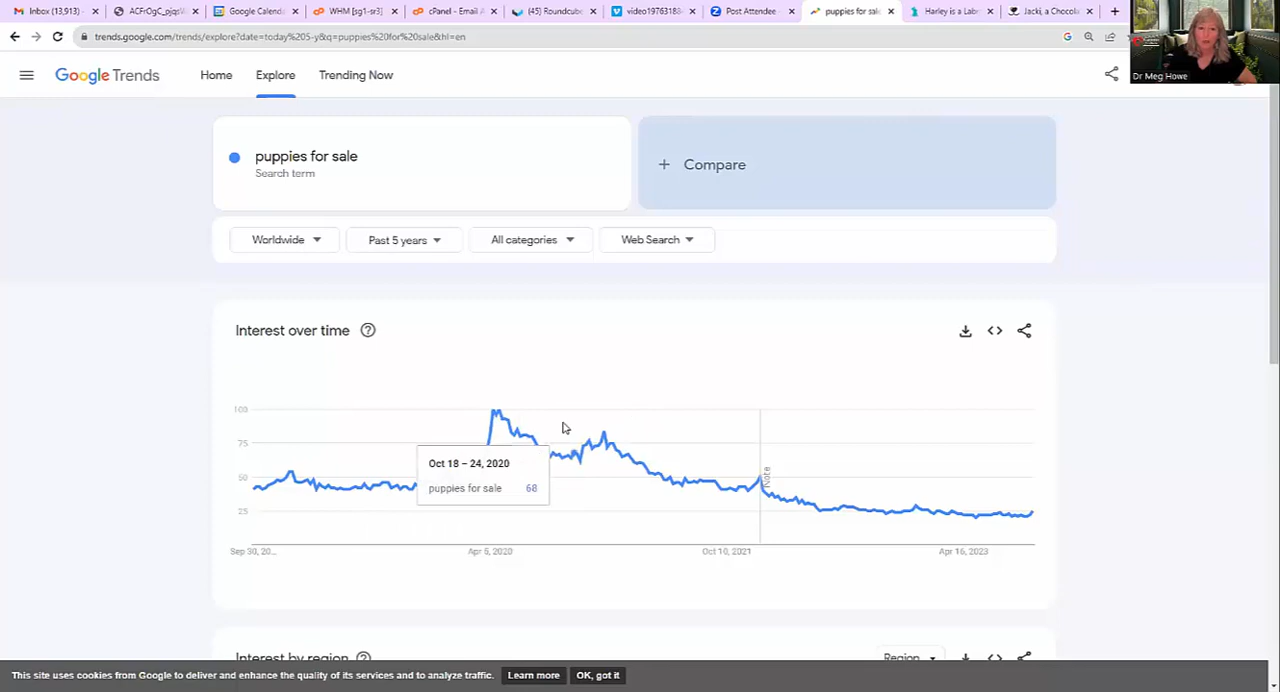 Inbox (13,913)
ACFrOgC_pjqs
Google Calend
WHM [sg1-sr3]
cPanel - Email A
(45) Roundcub
video19763188
Post Attendee
puppies for sale
Harley is a Lab
Jacki, a Chocol
trends.google.com/trends/explore?date=today%205-y&q=puppies%20for%20sale&hl=en
Dr Meg Howe
Google Trends
Home
Explore
Trending Now
puppies for sale
Search term
+ Compare
Worldwide
Past 5 years
All categories
Web Search
Interest over time
100
75
50
25
Oct 18 – 24, 2020
puppies for sale 68
Note
Sep 30, 20...
Apr 5, 2020
Oct 10, 2021
Apr 16, 2023
Interest by region
Region
This site uses cookies from Google to deliver and enhance the quality of its services and to analyze traffic.
Learn more
OK, got it